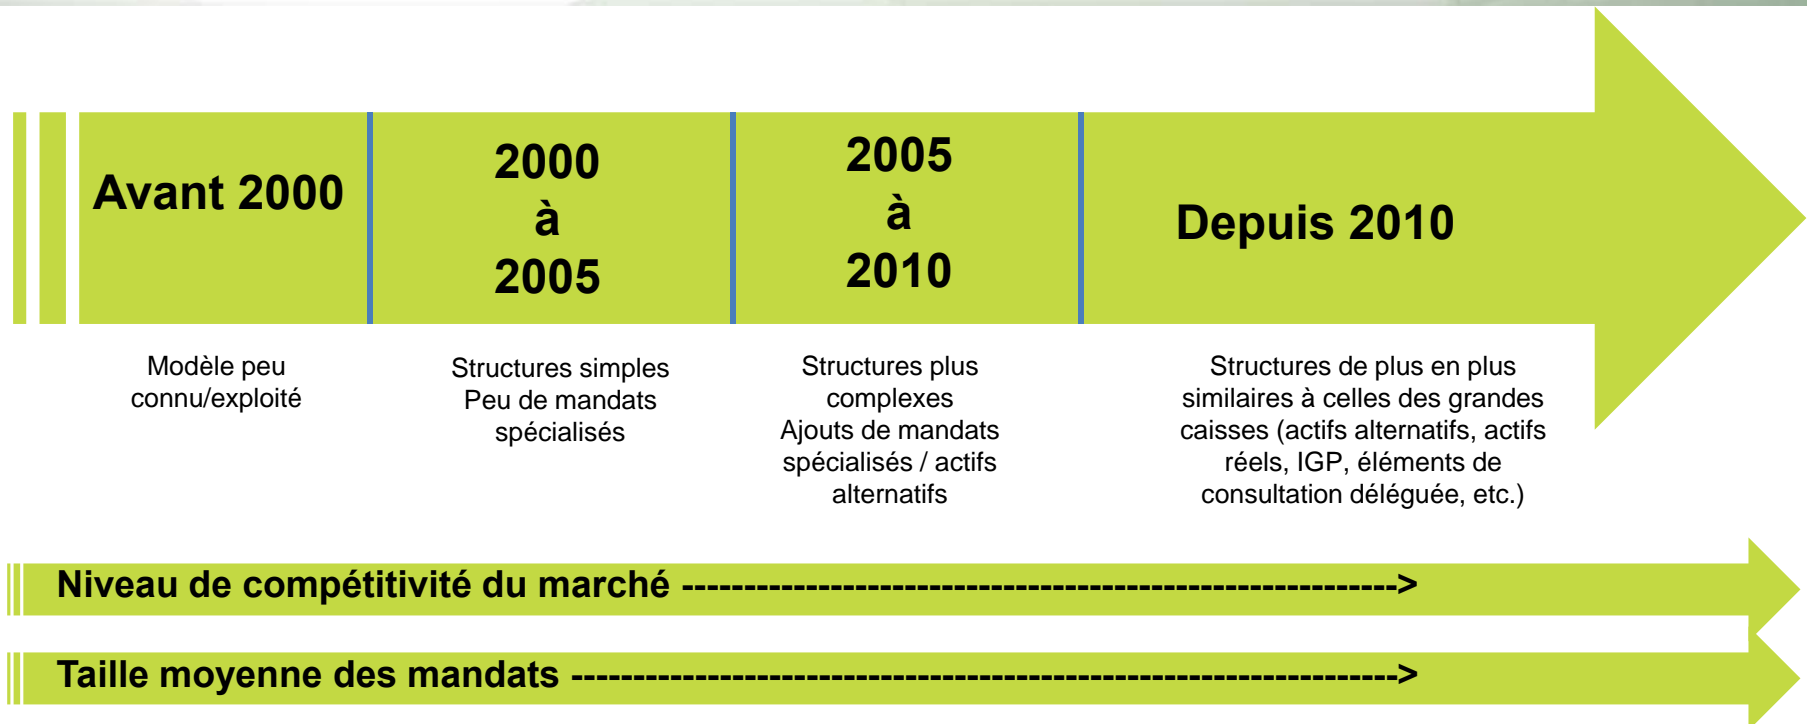 Avant 2000
2000
à
2005
2005
à
2010
Depuis 2010
Modèle peu
connu/exploité
Structures simples
Peu de mandats
spécialisés
Structures plus
complexes
Ajouts de mandats
spécialisés / actifs
alternatifs
Structures de plus en plus
similaires à celles des grandes
caisses (actifs alternatifs, actifs
réels, IGP, éléments de
consultation déléguée, etc.)
Niveau de compétitivité du marché ---------------------------------------------------------->
Taille moyenne des mandats ------------------------------------------------------------------->